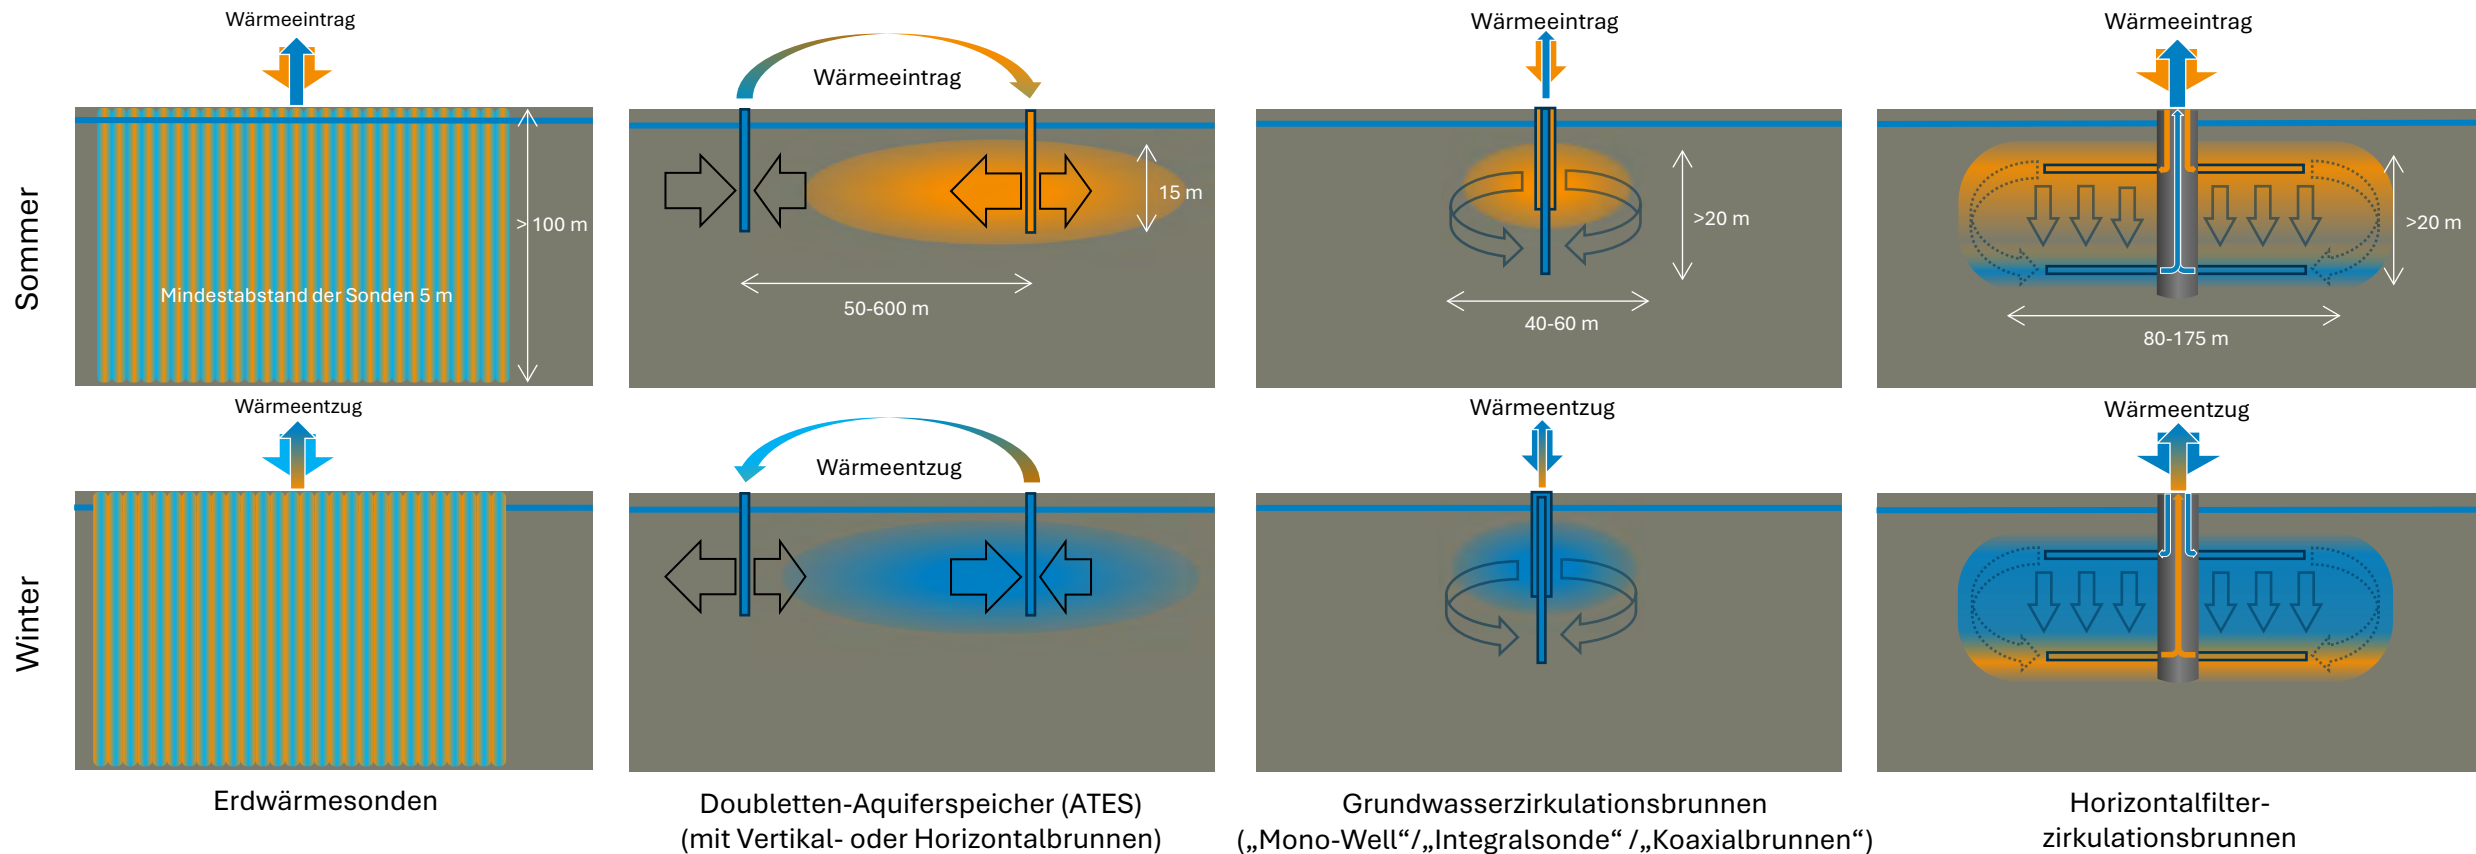 Wärmeeintrag
Wärmeeintrag
Wärmeeintrag
Wärmeeintrag
Sommer
> 100 m
Mindestabstand der Sonden 5 m
15 m
50-600 m
>20 m
40-60 m
>20 m
80-175 m
Wärmeentzug
Wärmeentzug
Wärmeentzug
Wärmeentzug
Winter
Erdwärmesonden
Doubletten-Aquiferspeicher (ATES)
(mit Vertikal- oder Horizontalbrunnen)
Grundwasserzirkulationsbrunnen
(„Mono-Well“/„Integralsonde“ /„Koaxialbrunnen“)
Horizontalfilter-
zirkulationsbrunnen